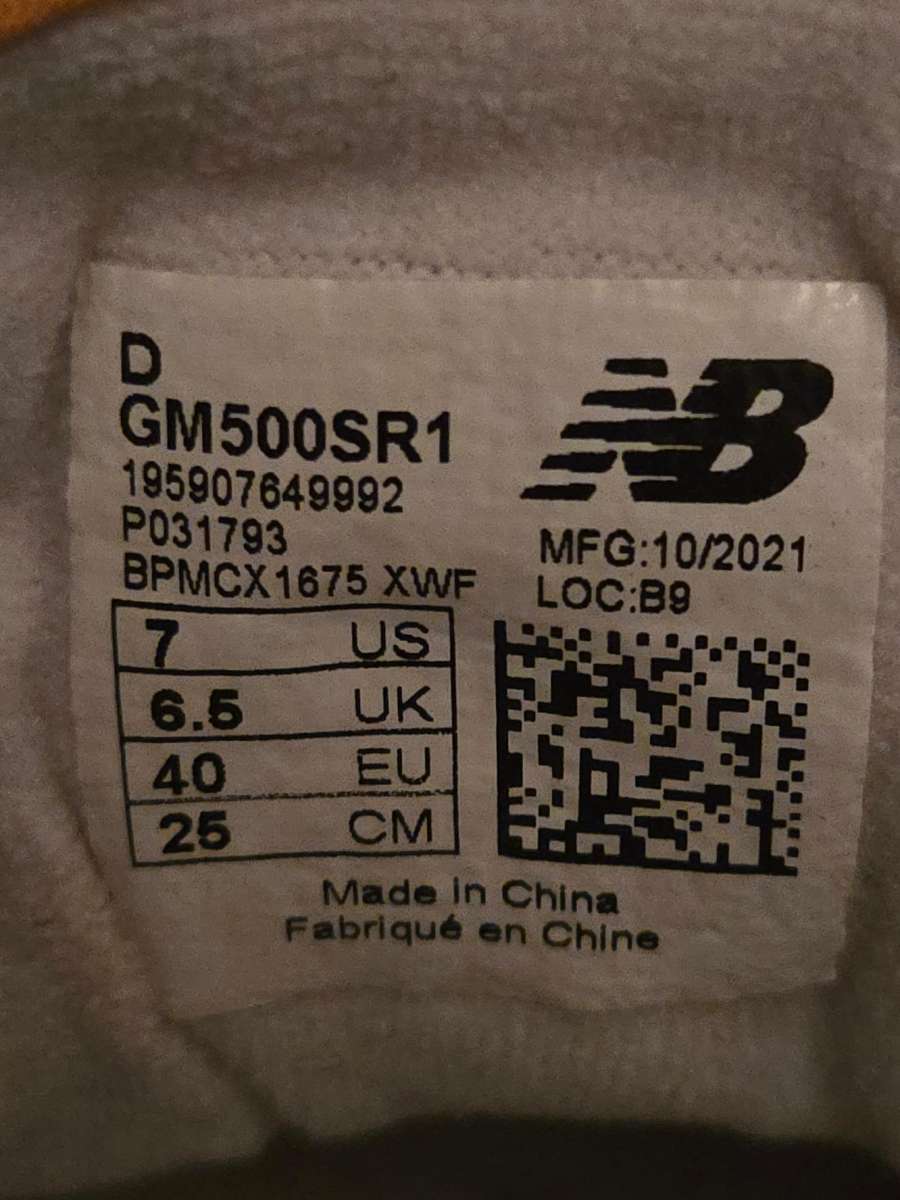 D
GM500SR1
195907649992
P031793
BPMCX1675 XWF
NB
MFG:10/2021
LOC:B9
7 US
6.5 UK
40 EU
25 CM
Made in China
Fabriqué en Chine